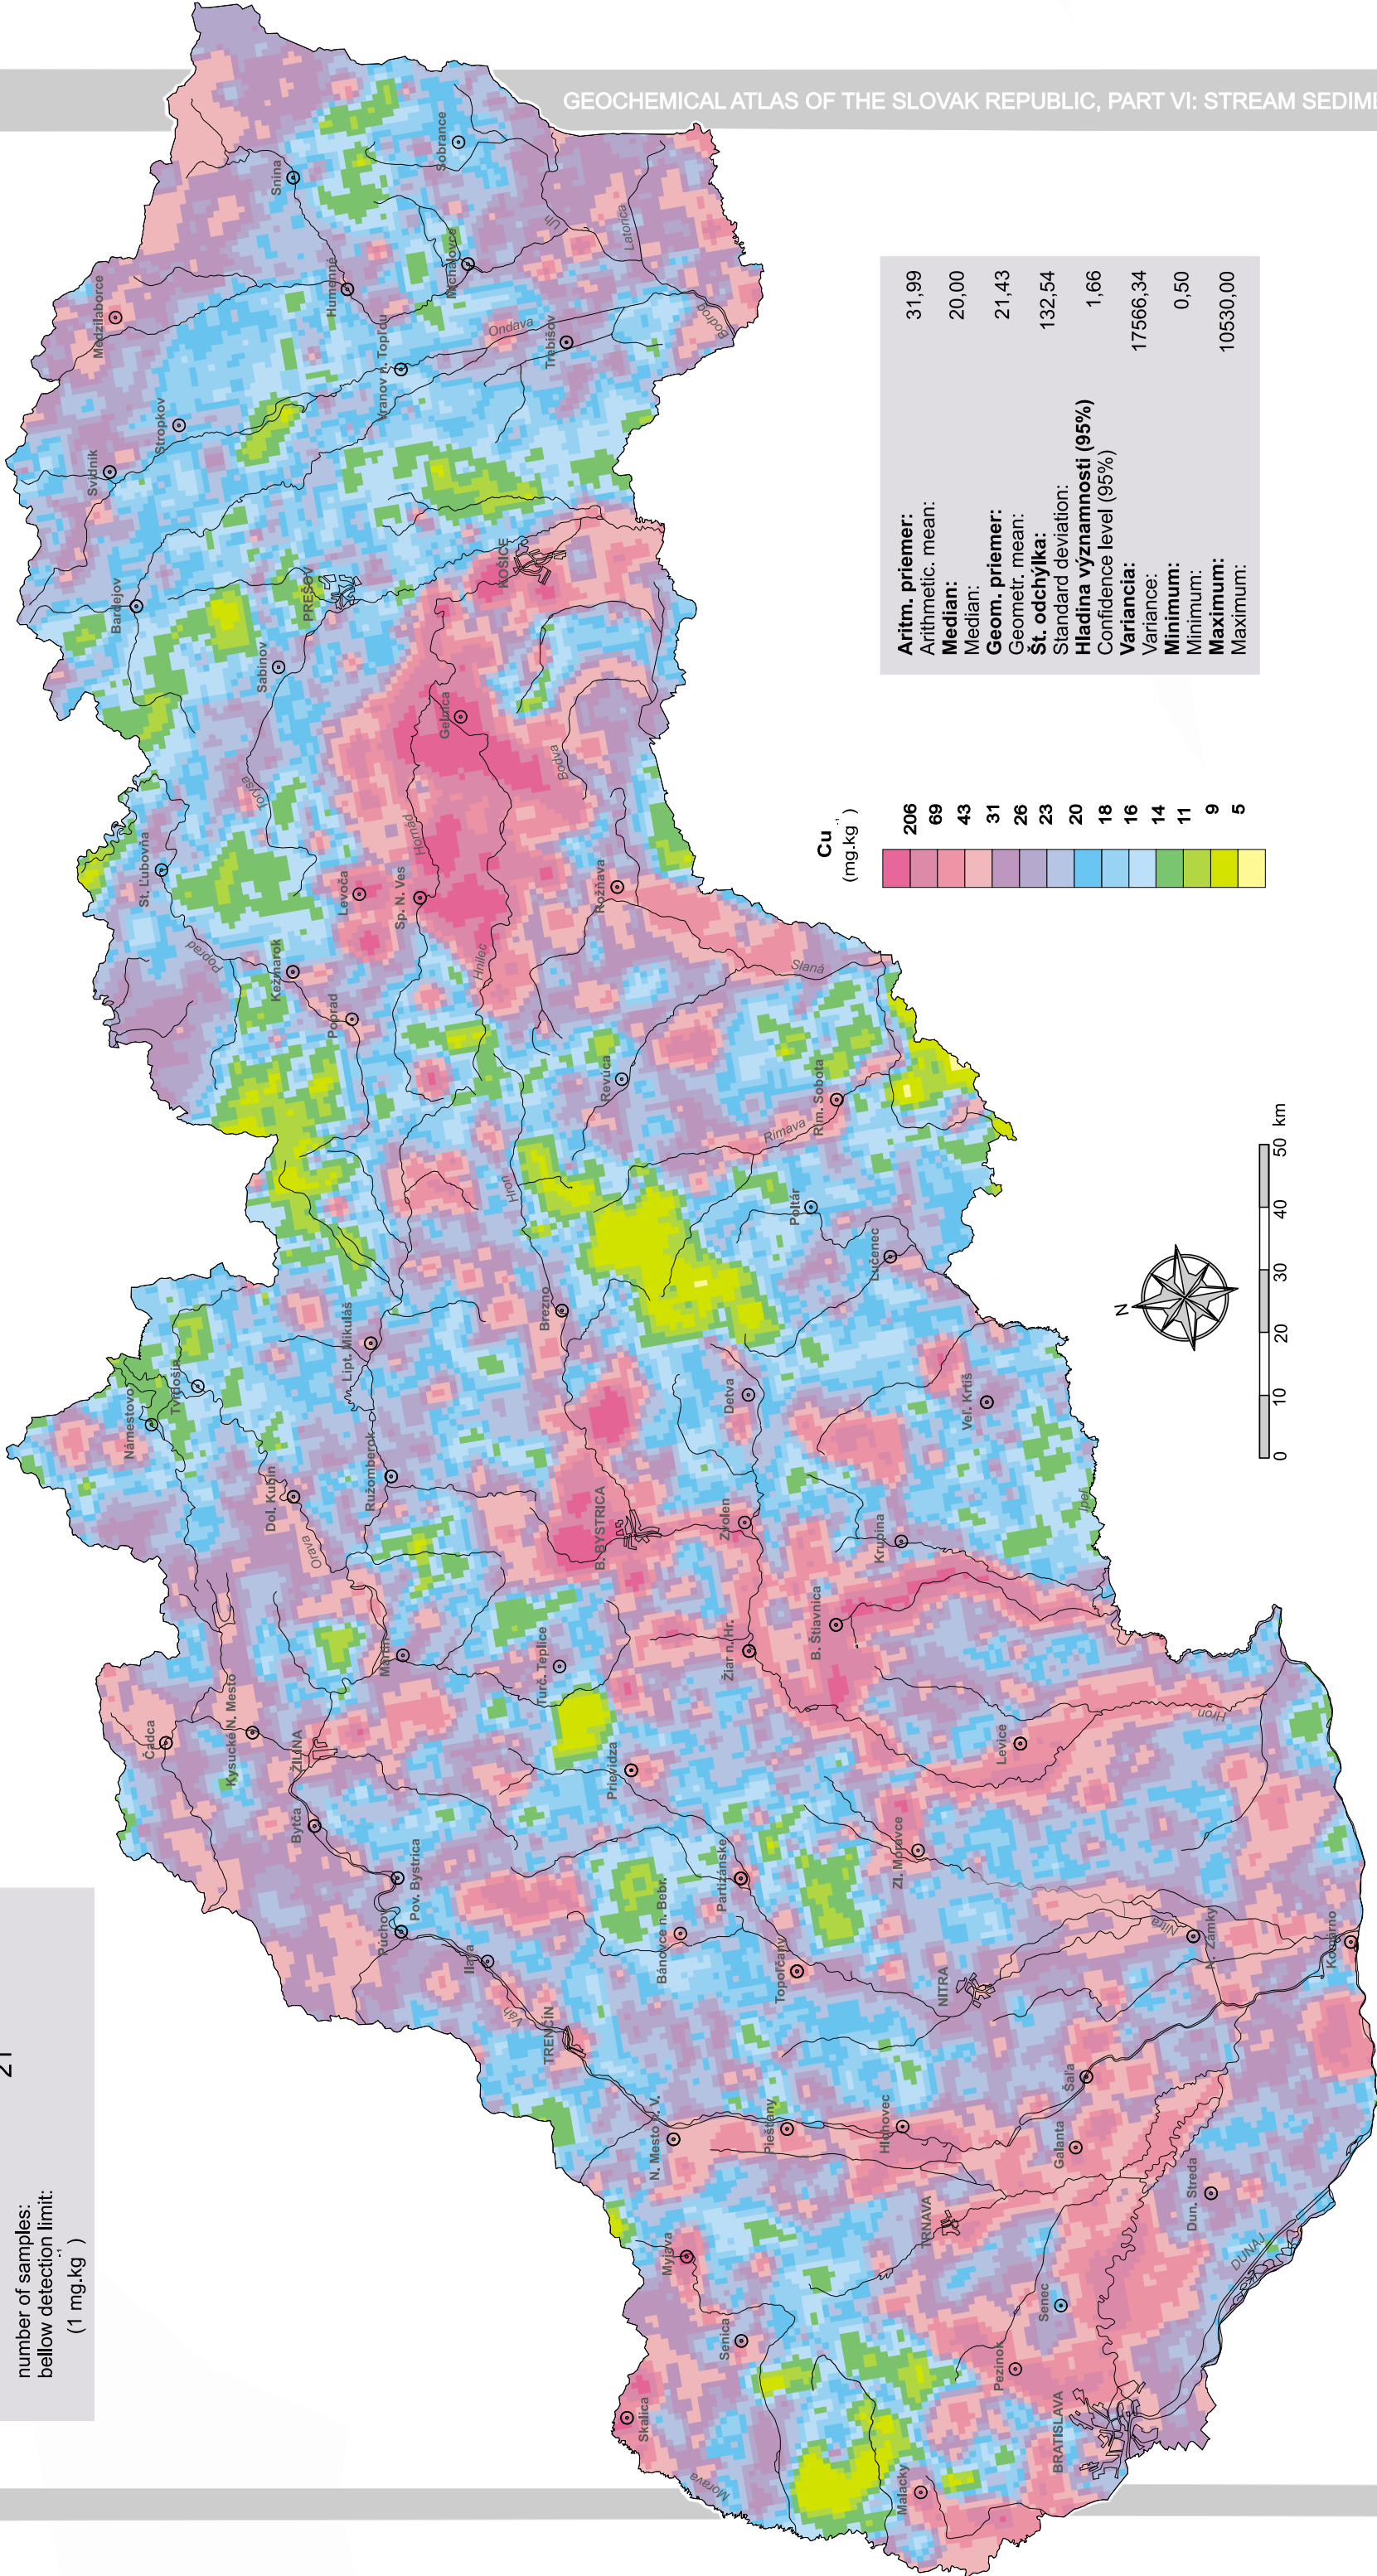 GEOCHEMICAL ATLAS OF THE SLOVAK REPUBLIC, PART VI: STREAM SEDIME
21
number of samples:
bellow detection limit:
(1 mg.kg⁻¹)
Skalica
Senica
Myjava
Morava
Malacky
Pezinok
BRATISLAVA
Senec
TRNAVA
DUNAJ
Dun. Streda
Galanta
Šaľa
Hlohovec
Piešťany
N. Mesto n. V.
TRENČÍN
Váh
Ilava
Púchov
Pov. Bystrica
Bytča
ŽILINA
Kysucké N. Mesto
Čadca
Bánovce n. Bebr.
Partizánske
Topoľčany
NITRA
Nitra
N. Zámky
Komárno
Zl. Moravce
Levice
Hron
Prievidza
Turč. Teplice
Martin
Žiar n. Hr.
B. Štiavnica
Krupina
Zvolen
B. BYSTRICA
Detva
Veľ. Krtíš
Ipeľ
Orava
Dol. Kubín
Ružomberok
Námestovo
Tvrdošín
Lipt. Mikuláš
Brezno
Hron
Lučenec
Poltár
Rimava
Rim. Sobota
Revúca
Slaná
Rožňava
Poprad
Kežmarok
Poprad
Hnilec
Sp. N. Ves
Levoča
Hornád
St. Ľubovňa
Torysa
Gelnica
Bodva
Sabinov
PREŠOV
KOŠICE
Bardejov
Svidník
Stropkov
Medzilaborce
Vranov n. Topľou
Humenné
Ondava
Trebišov
Michalovce
Snina
Sobrance
Uh
Latorica
Bodrog
N
0 10 20 30 40 50 km
Cu
(mg.kg⁻¹)
206
69
43
31
26
23
20
18
16
14
11
9
5
Aritm. priemer:
Arithmetic. mean: 31,99
Median:
Median: 20,00
Geom. priemer:
Geometr. mean: 21,43
Št. odchylka:
Standard deviation: 132,54
Hladina významnosti (95%)
Confidence level (95%) 1,66
Variancia:
Variance: 17566,34
Minimum:
Minimum: 0,50
Maximum:
Maximum: 10530,00